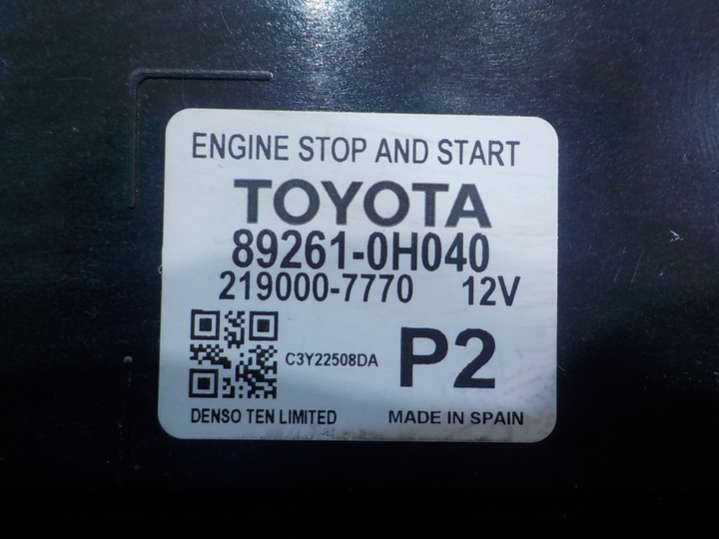 ENGINE STOP AND START
TOYOTA
89261-0H040
219000-7770 12V
C3Y22508DA P2
DENSO TEN LIMITED MADE IN SPAIN